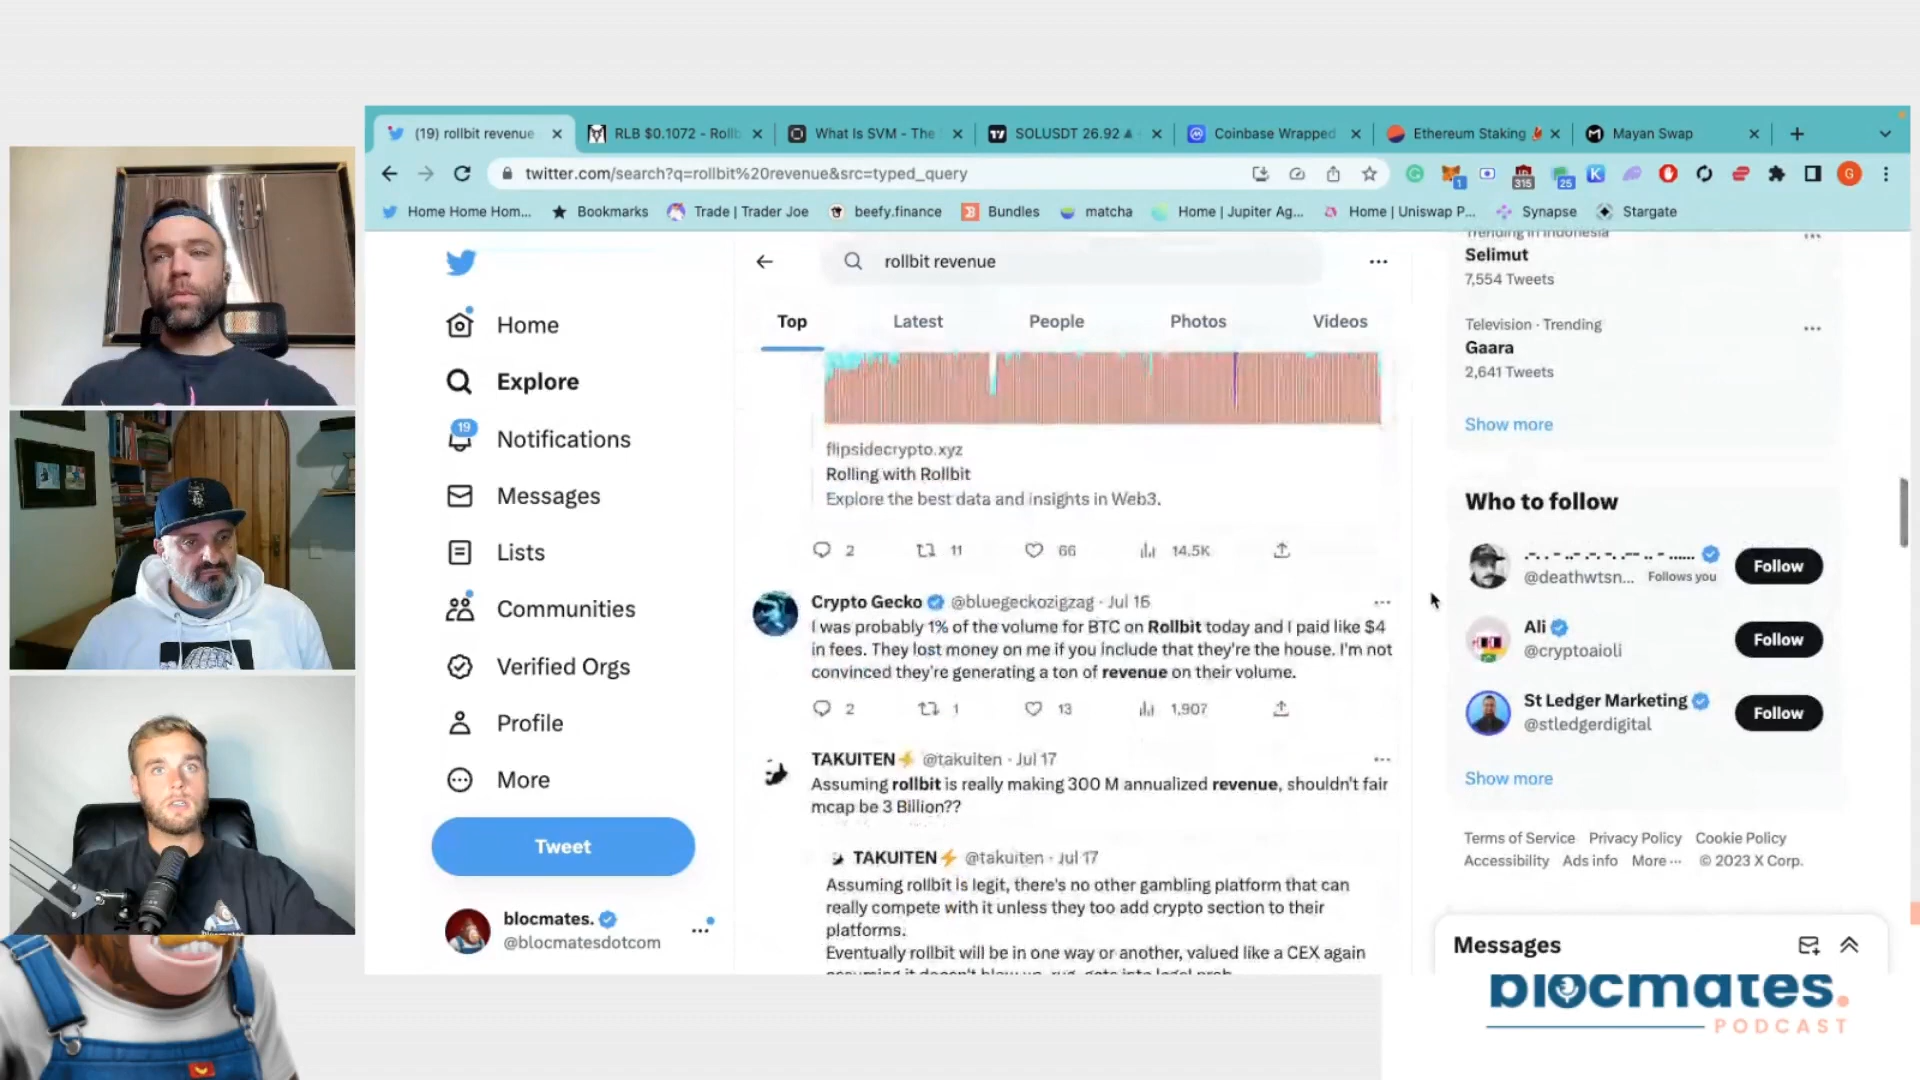 (19) rollbit revenue
RLB $0.1072 - Rollb
What Is SVM - The
SOLUSDT 26.92 ▲
Coinbase Wrapped
Ethereum Staking
Mayan Swap
twitter.com/search?q=rollbit%20revenue&src=typed_query
1
315
25
G
Home Home Hom...
Bookmarks
Trade | Trader Joe
beefy.finance
Bundles
matcha
Home | Jupiter Ag...
Home | Uniswap P...
Synapse
Stargate
Home
Explore
19
Notifications
Messages
Lists
Communities
Verified Orgs
Profile
More
Tweet
blocmates.
@blocmatesdotcom
rollbit revenue
Top
Latest
People
Photos
Videos
flipsidecrypto.xyz
Rolling with Rollbit
Explore the best data and insights in Web3.
2 11 66 14.5K
Crypto Gecko @bluegeckozigzag · Jul 16
I was probably 1% of the volume for BTC on Rollbit today and I paid like $4
in fees. They lost money on me if you include that they're the house. I'm not
convinced they're generating a ton of revenue on their volume.
2 1 13 1,907
TAKUITEN⚡ @takuiten · Jul 17
Assuming rollbit is really making 300 M annualized revenue, shouldn't fair
mcap be 3 Billion??
TAKUITEN⚡ @takuiten · Jul 17
Assuming rollbit is legit, there's no other gambling platform that can
really compete with it unless they too add crypto section to their
platforms.
Eventually rollbit will be in one way or another, valued like a CEX again
Trending in Indonesia
Selimut
7,554 Tweets
Television · Trending
Gaara
2,641 Tweets
Show more
Who to follow
@deathwtsn... Follows you
Follow
Ali
@cryptoaioli
Follow
St Ledger Marketing
@stledgerdigital
Follow
Show more
Terms of Service Privacy Policy Cookie Policy
Accessibility Ads info More ··· © 2023 X Corp.
Messages
blocmates.
PODCAST